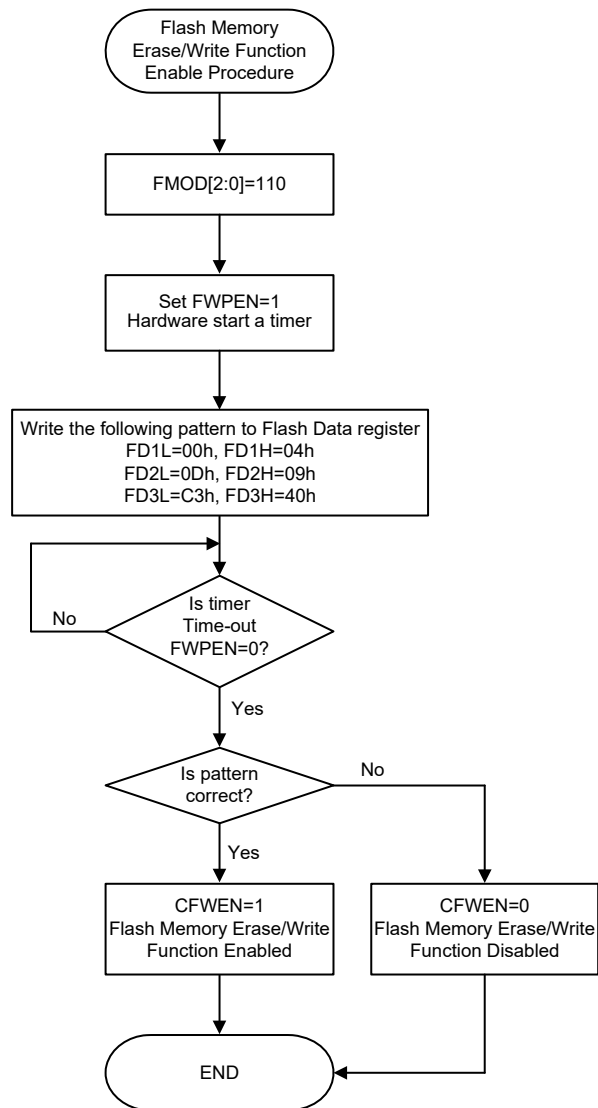 Flash Memory
Erase/Write Function
Enable Procedure
FMOD[2:0]=110
Set FWPEN=1
Hardware start a timer
Write the following pattern to Flash Data register
FD1L=00h, FD1H=04h
FD2L=0Dh, FD2H=09h
FD3L=C3h, FD3H=40h
Is timer
Time-out
FWPEN=0?
No
Yes
Is pattern
correct?
No
Yes
CFWEN=1
Flash Memory Erase/Write
Function Enabled
CFWEN=0
Flash Memory Erase/Write
Function Disabled
END